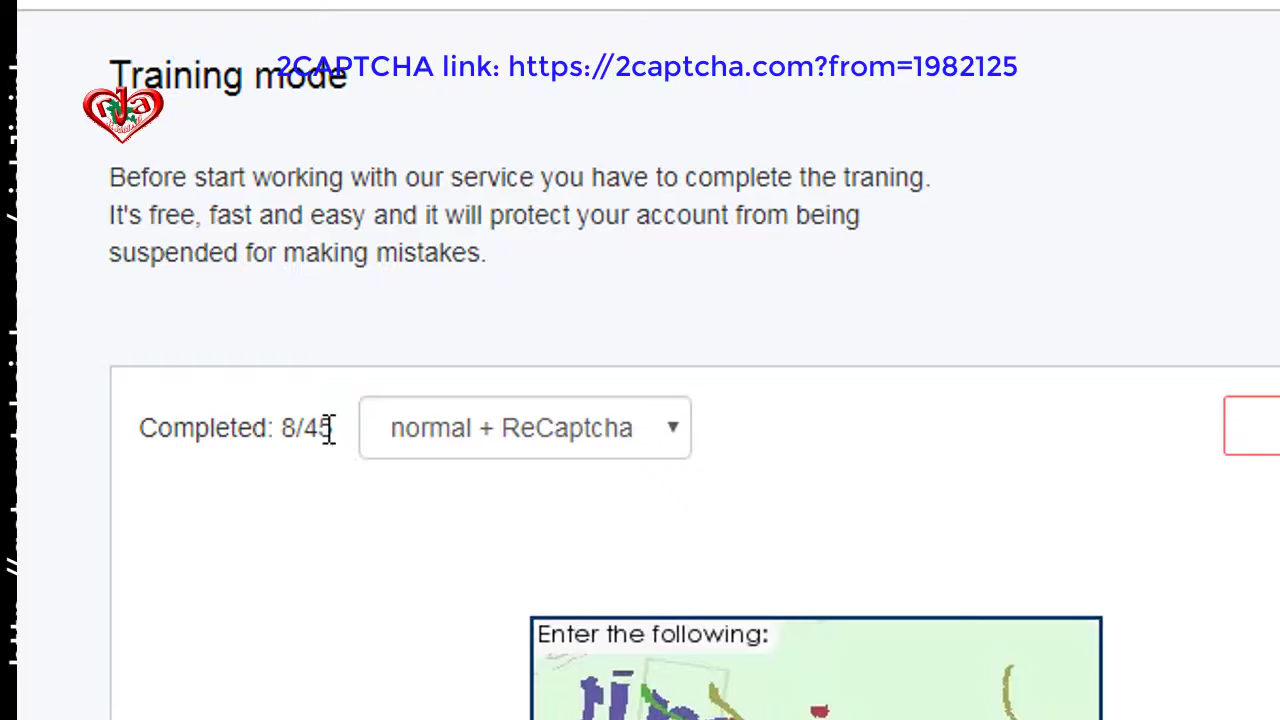 2CAPTCHA link: https://2captcha.com?from=1982125
Training mode
Before start working with our service you have to complete the traning.
It's free, fast and easy and it will protect your account from being
suspended for making mistakes.
Completed: 8/45
normal + ReCaptcha
Enter the following: